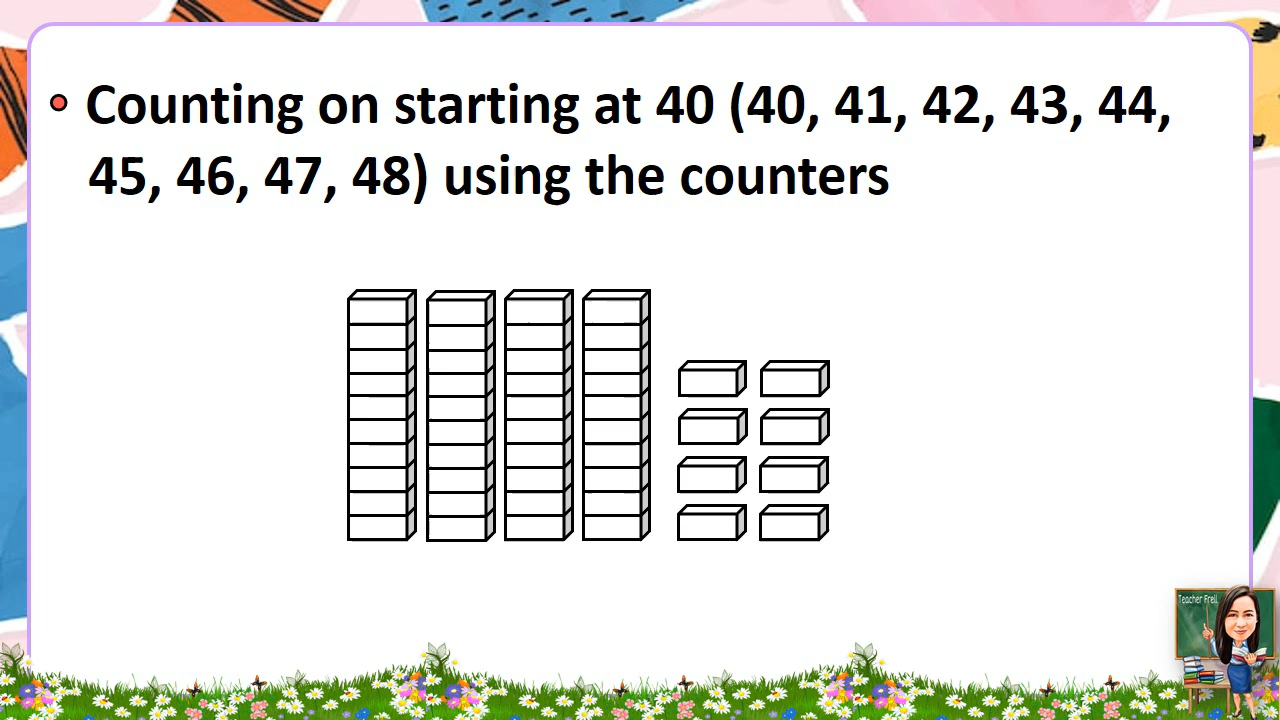 • Counting on starting at 40 (40, 41, 42, 43, 44,
45, 46, 47, 48) using the counters
Teacher Frell